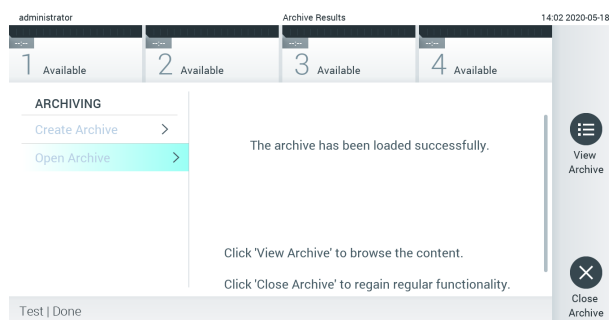 administrator Archive Results 14:02 2020-05-18
--:-- --:-- --:-- --:--
1 Available 2 Available 3 Available 4 Available
ARCHIVING
Create Archive
Open Archive
The archive has been loaded successfully.
Click 'View Archive' to browse the content.
Click 'Close Archive' to regain regular functionality.
View
Archive
Close
Archive
Test | Done